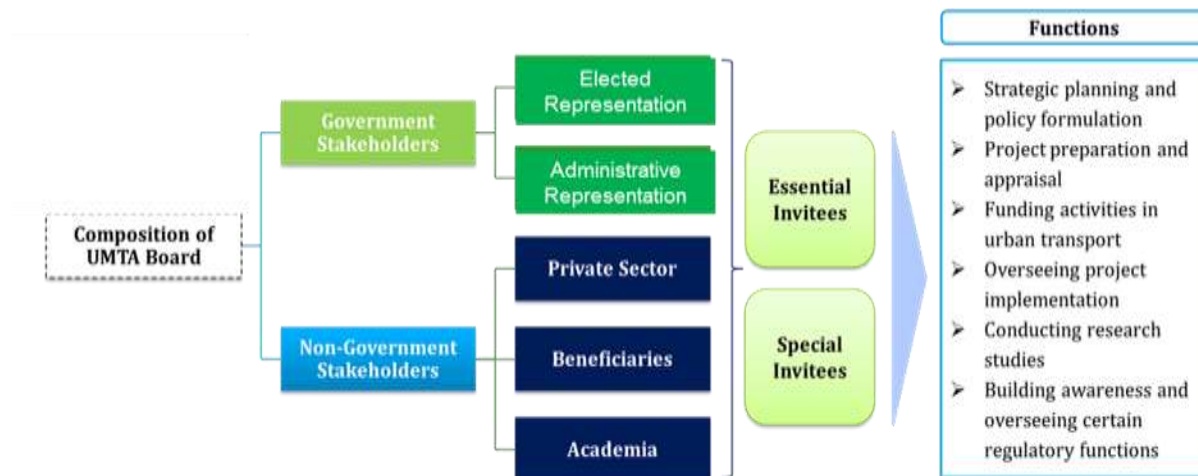 Composition of
UMTA Board
Government
Stakeholders
Non-Government
Stakeholders
Elected
Representation
Administrative
Representation
Private Sector
Beneficiaries
Academia
Essential
Invitees
Special
Invitees
Functions
➢ Strategic planning and
policy formulation
➢ Project preparation and
appraisal
➢ Funding activities in
urban transport
➢ Overseeing project
implementation
➢ Conducting research
studies
➢ Building awareness and
overseeing certain
regulatory functions